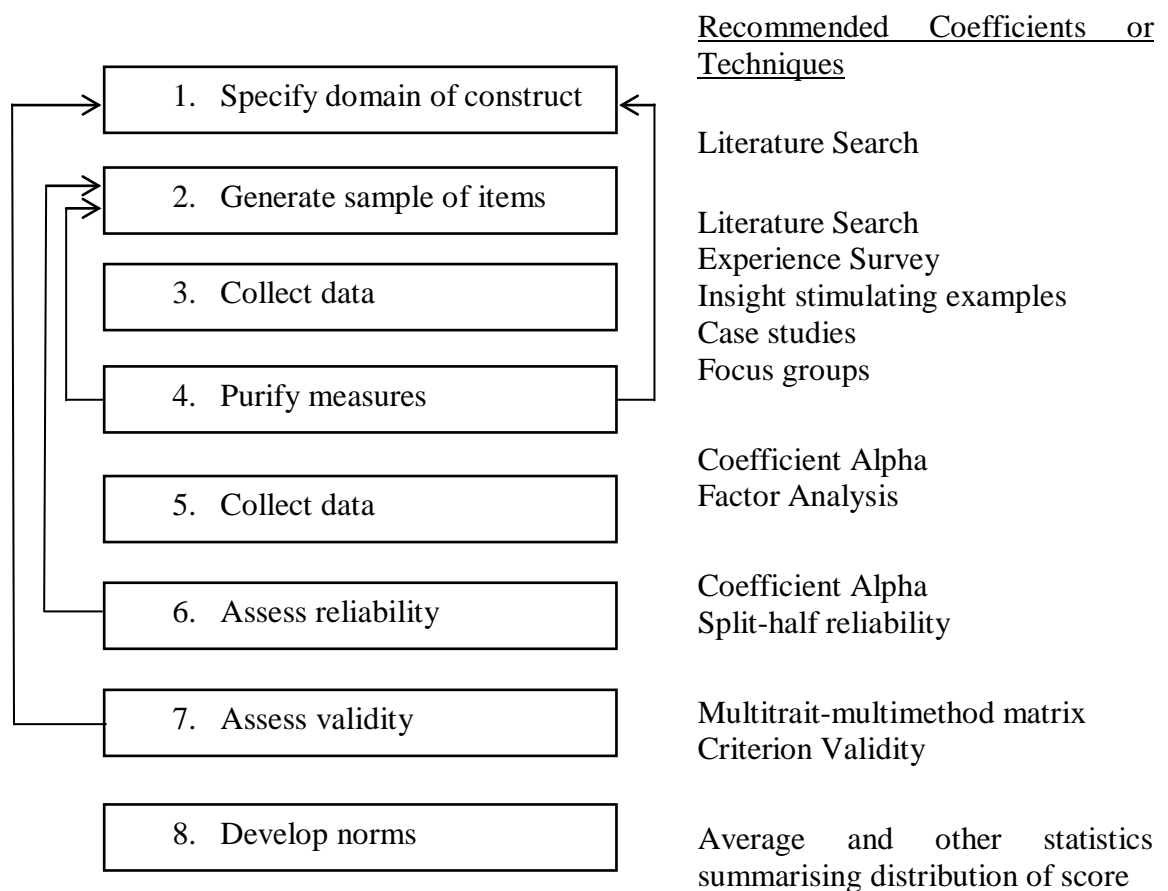 Recommended Coefficients or
Techniques
1. Specify domain of construct
Literature Search
2. Generate sample of items
Literature Search
Experience Survey
3. Collect data
Insight stimulating examples
Case studies
Focus groups
4. Purify measures
Coefficient Alpha
Factor Analysis
5. Collect data
Coefficient Alpha
6. Assess reliability
Split-half reliability
7. Assess validity
Multitrait-multimethod matrix
Criterion Validity
8. Develop norms
Average and other statistics
summarising distribution of score